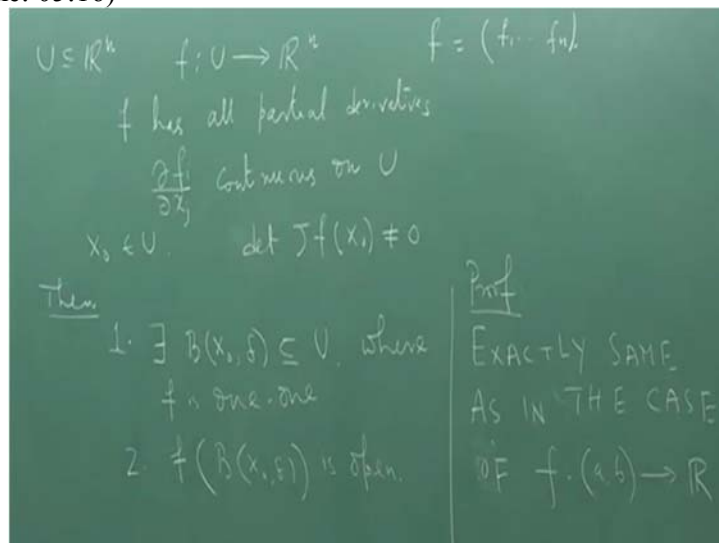 U ⊆ ℝⁿ f : U → ℝⁿ f = (f₁ ... fₙ).
f has all partial derivatives
∂fᵢ/∂xⱼ continuous on U
x₀ ∈ U. det Jf(x₀) ≠ 0
Then
1. ∃ B(x₀, δ) ⊆ U. where
f is one-one
2. f(B(x₀, δ)) is open.
Proof
EXACTLY SAME
AS IN THE CASE
OF f : (a, b) → ℝ